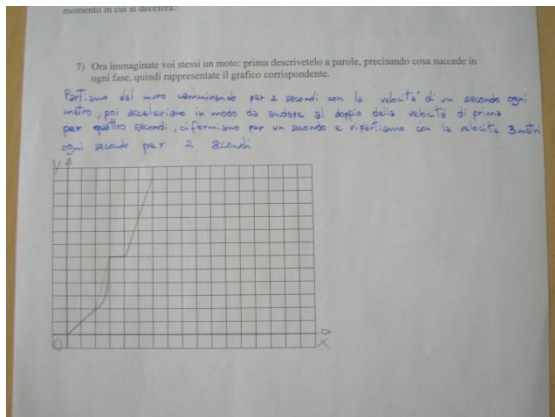 momento in cui si decelera?
7) Ora immaginate voi stessi un moto: prima descrivetelo a parole, precisando cosa succede in
ogni fase, quindi rappresentate il grafico corrispondente.
Partiamo dal muro camminando per 2 secondi con la velocità di un secondo ogni
metro, poi acceleriamo in modo da andare al doppio della velocità di prima
per quattro secondi, ci fermiamo per un secondo e ripartiamo con la velocità 3 metri
ogni secondo per 2 secondi
y
O
x